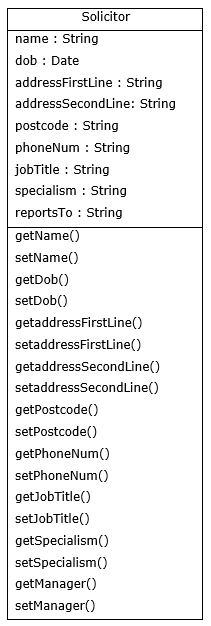 Solicitor
name : String
dob : Date
addressFirstLine : String
addressSecondLine: String
postcode : String
phoneNum : String
jobTitle : String
specialism : String
reportsTo : String
getName()
setName()
getDob()
setDob()
getaddressFirstLine()
setaddressFirstLine()
getaddressSecondLine()
setaddressSecondLine()
getPostcode()
setPostcode()
getPhoneNum()
setPhoneNum()
getJobTitle()
setJobTitle()
getSpecialism()
setSpecialism()
getManager()
setManager()